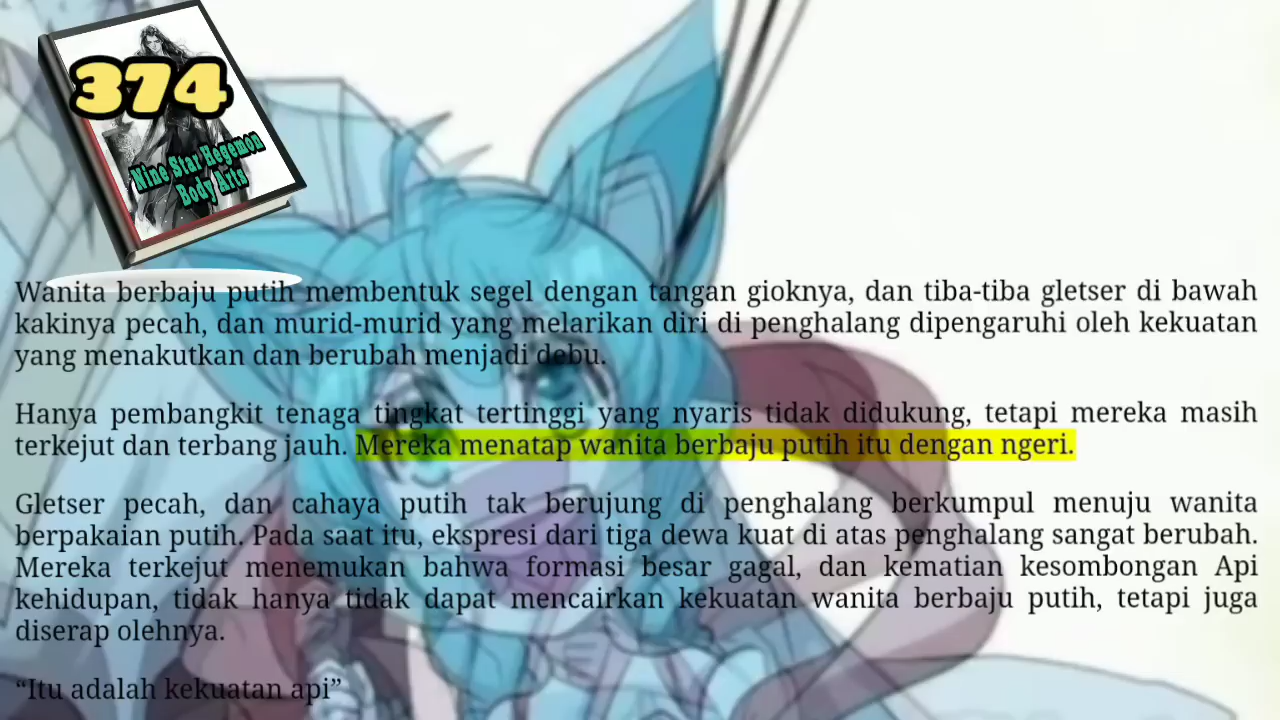 374
Nine Star Hegemon
Body Arts
Wanita berbaju putih membentuk segel dengan tangan gioknya, dan tiba-tiba gletser di bawah
kakinya pecah, dan murid-murid yang melarikan diri di penghalang dipengaruhi oleh kekuatan
yang menakutkan dan berubah menjadi debu.
Hanya pembangkit tenaga tingkat tertinggi yang nyaris tidak didukung, tetapi mereka masih
terkejut dan terbang jauh. Mereka menatap wanita berbaju putih itu dengan ngeri.
Gletser pecah, dan cahaya putih tak berujung di penghalang berkumpul menuju wanita
berpakaian putih. Pada saat itu, ekspresi dari tiga dewa kuat di atas penghalang sangat berubah.
Mereka terkejut menemukan bahwa formasi besar gagal, dan kematian kesombongan Api
kehidupan, tidak hanya tidak dapat mencairkan kekuatan wanita berbaju putih, tetapi juga
diserap olehnya.
“Itu adalah kekuatan api”